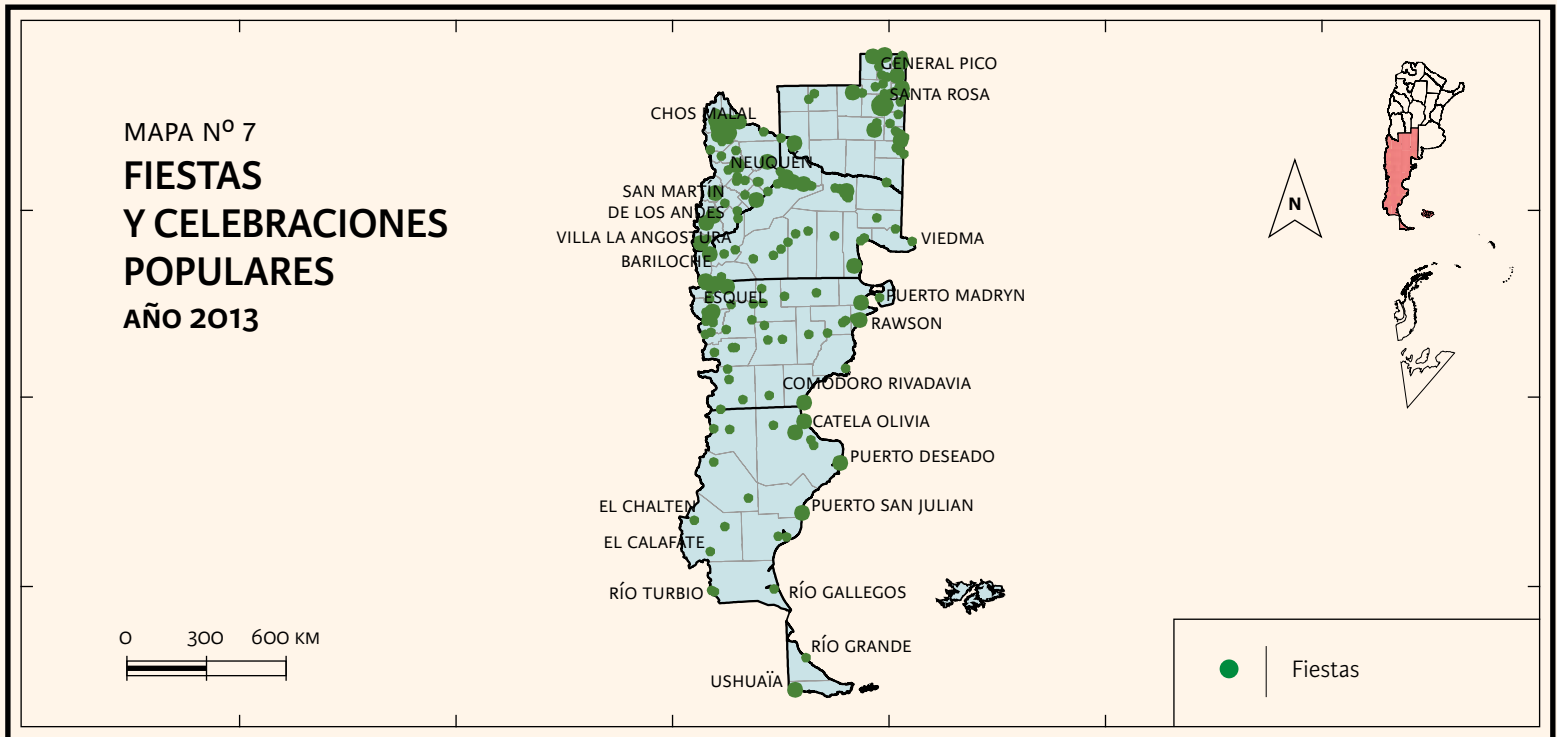 MAPA Nº 7
FIESTAS
Y CELEBRACIONES
POPULARES
AÑO 2013
GENERAL PICO
SANTA ROSA
CHOS MALAL
NEUQUEN
SAN MARTIN
DE LOS ANDES
VILLA LA ANGOSTURA
BARILOCHE
VIEDMA
ESQUEL
PUERTO MADRYN
RAWSON
COMODORO RIVADAVIA
CATELA OLIVIA
PUERTO DESEADO
EL CHALTEN
PUERTO SAN JULIAN
EL CALAFATE
RÍO TURBIO
RÍO GALLEGOS
RÍO GRANDE
USHUAÏA
N
0 300 600 KM
Fiestas